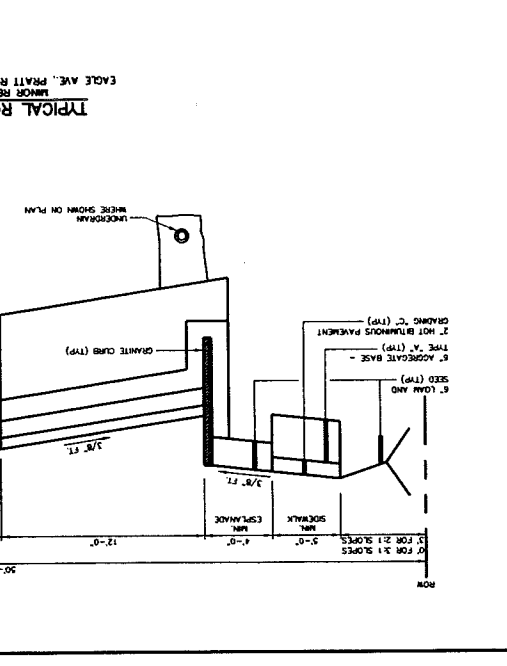 ROW
50'-0"
0' FOR 3:1 SLOPES
3' FOR 2:1 SLOPES
5'-0"
4'-0"
12'-0"
MIN.
SIDEWALK
MIN.
ESPLANADE
3/8" FT.
3/8" FT.
6" LOAM AND
SEED (TYP)
6" AGGREGATE BASE -
TYPE "A" (TYP)
2" HOT BITUMINOUS PAVEMENT
GRADING "C" (TYP)
GRANITE CURB (TYP)
UNDERDRAIN
WHERE SHOWN ON PLAN
TYPICAL RO
MINOR RE
EAGLE AVE., PRATT R